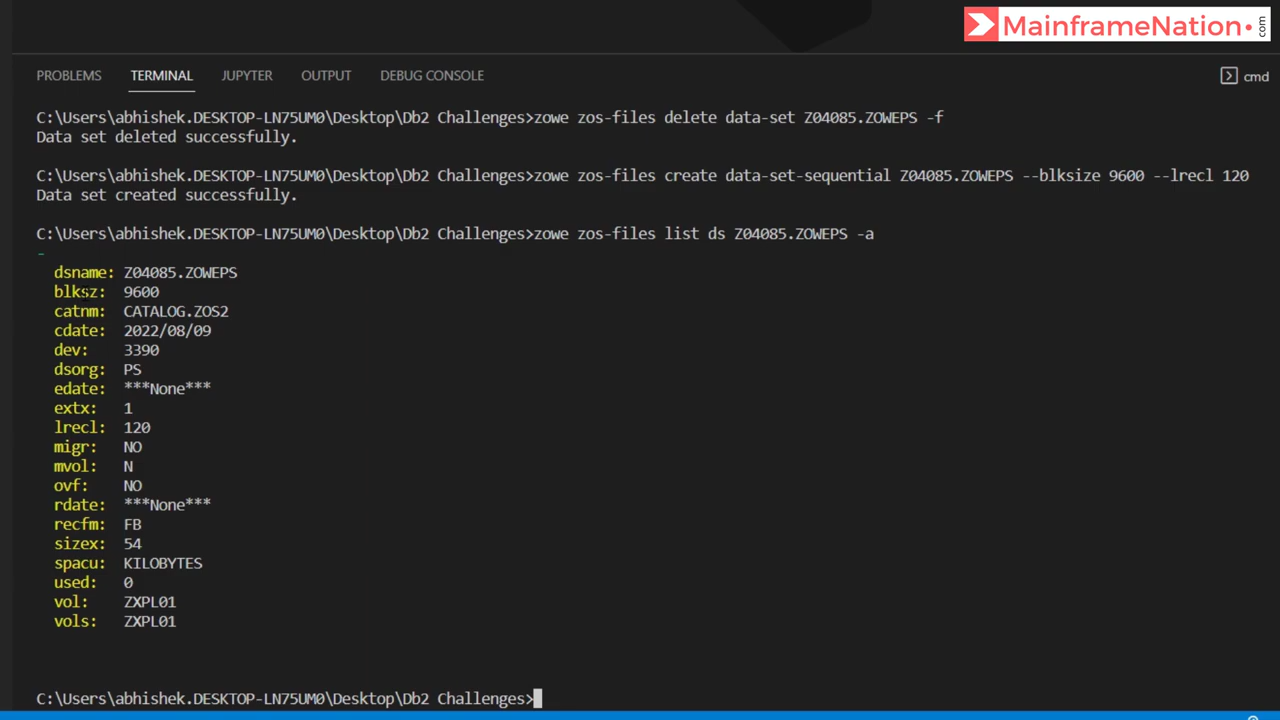 MainframeNation.com
PROBLEMS TERMINAL JUPYTER OUTPUT DEBUG CONSOLE cmd
C:\Users\abhishek.DESKTOP-LN75UM0\Desktop\Db2 Challenges>zowe zos-files delete data-set Z04085.ZOWEPS -f
Data set deleted successfully.
C:\Users\abhishek.DESKTOP-LN75UM0\Desktop\Db2 Challenges>zowe zos-files create data-set-sequential Z04085.ZOWEPS --blksize 9600 --lrecl 120
Data set created successfully.
C:\Users\abhishek.DESKTOP-LN75UM0\Desktop\Db2 Challenges>zowe zos-files list ds Z04085.ZOWEPS -a
-
dsname: Z04085.ZOWEPS
blksz: 9600
catnm: CATALOG.ZOS2
cdate: 2022/08/09
dev: 3390
dsorg: PS
edate: ***None***
extx: 1
lrecl: 120
migr: NO
mvol: N
ovf: NO
rdate: ***None***
recfm: FB
sizex: 54
spacu: KILOBYTES
used: 0
vol: ZXPL01
vols: ZXPL01
C:\Users\abhishek.DESKTOP-LN75UM0\Desktop\Db2 Challenges>